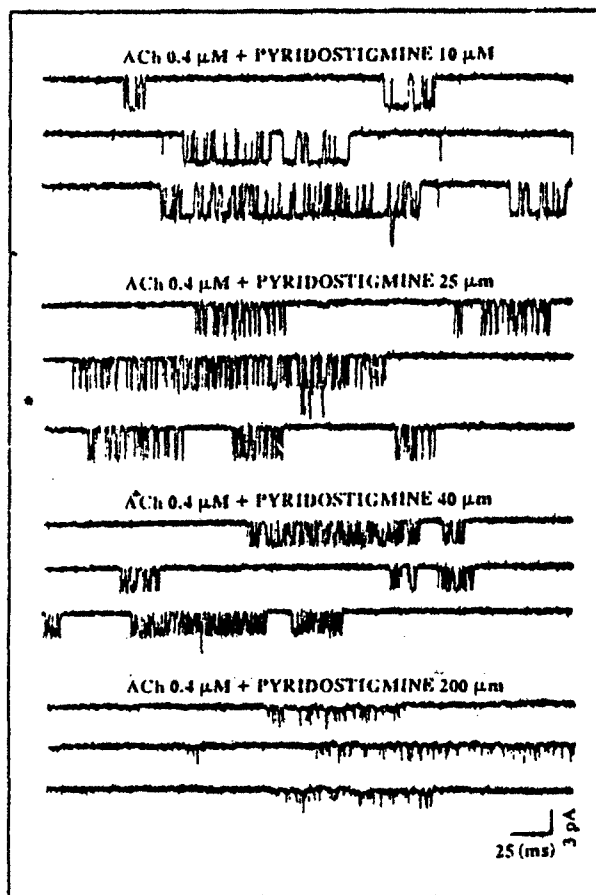 ACh 0.4 µM + PYRIDOSTIGMINE 10 µM
ACh 0.4 µM + PYRIDOSTIGMINE 25 µm
ACh 0.4 µM + PYRIDOSTIGMINE 40 µm
ACh 0.4 µM + PYRIDOSTIGMINE 200 µm
3 pA
25 (ms)